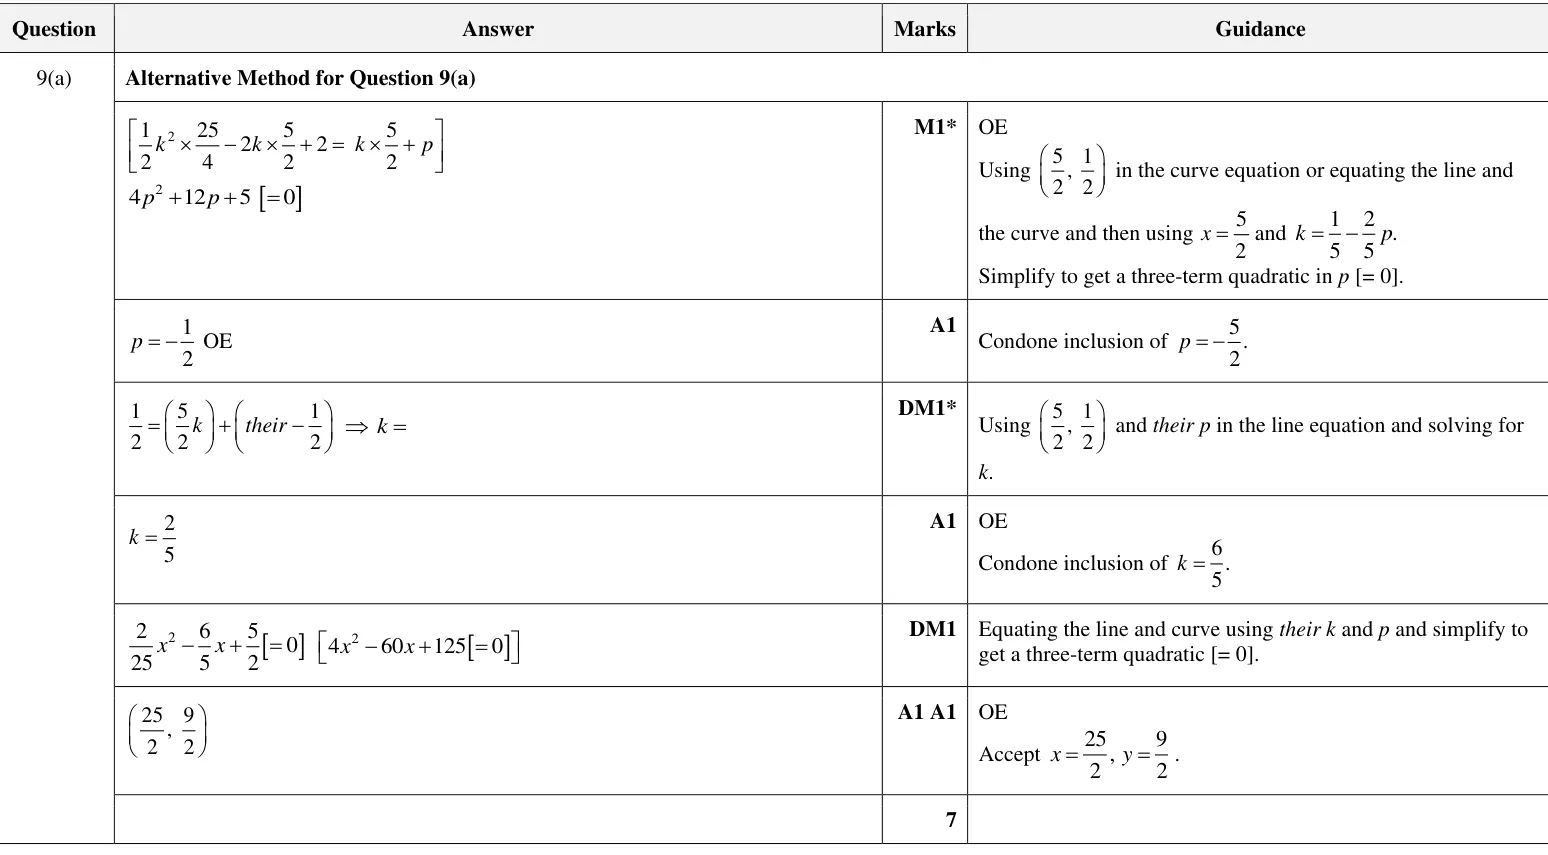 Question Answer Marks Guidance
9(a) Alternative Method for Question 9(a)
[1/2 k² × 25/4 − 2k × 5/2 + 2 = k × 5/2 + p] M1* OE
4p² + 12p + 5 [= 0]
Using (5/2, 1/2) in the curve equation or equating the line and
the curve and then using x = 5/2 and k = 1/5 − 2/5 p.
Simplify to get a three-term quadratic in p [= 0].
p = −1/2 OE A1 Condone inclusion of p = −5/2.
1/2 = (5/2 k) + (their − 1/2) ⇒ k = DM1* Using (5/2, 1/2) and their p in the line equation and solving for
k.
k = 2/5 A1 OE
Condone inclusion of k = 6/5.
2/25 x² − 6/5 x + 5/2 [= 0] [4x² − 60x + 125 [= 0]] DM1 Equating the line and curve using their k and p and simplify to
get a three-term quadratic [= 0].
(25/2, 9/2) A1 A1 OE
Accept x = 25/2, y = 9/2.
7